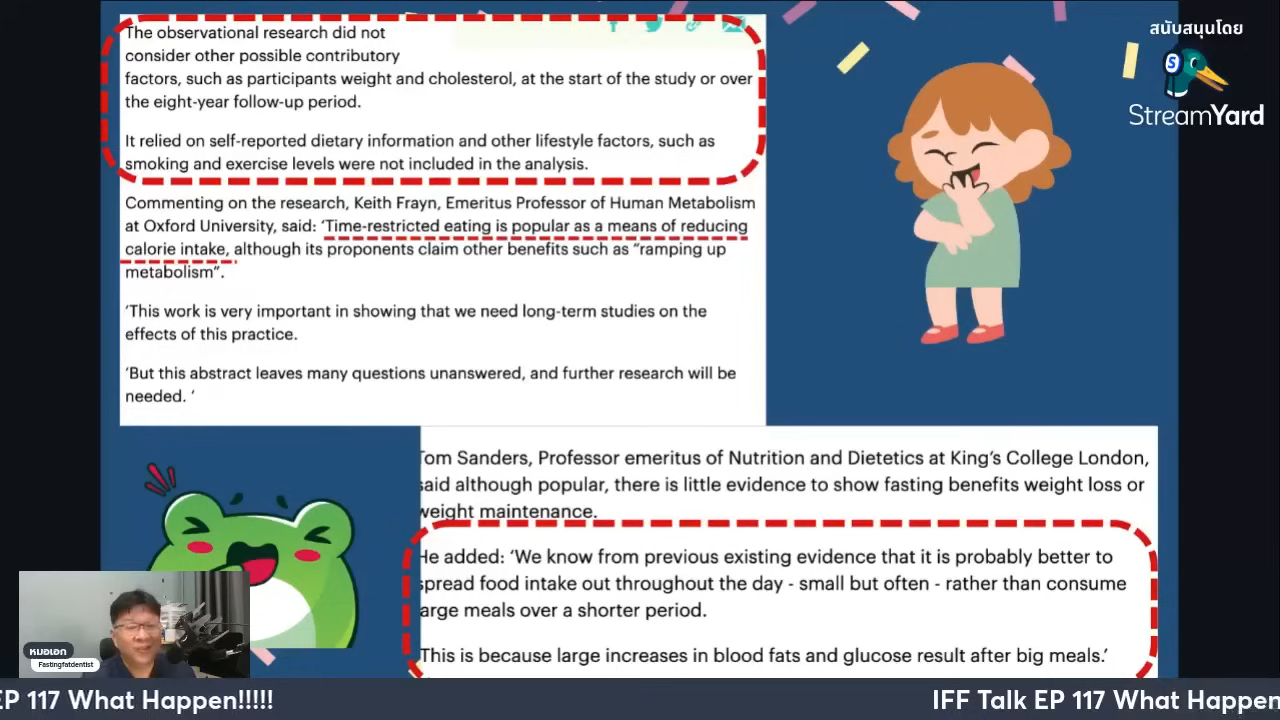 The observational research did not
consider other possible contributory
factors, such as participants weight and cholesterol, at the start of the study or over
the eight-year follow-up period.
It relied on self-reported dietary information and other lifestyle factors, such as
smoking and exercise levels were not included in the analysis.
Commenting on the research, Keith Frayn, Emeritus Professor of Human Metabolism
at Oxford University, said: ‘Time-restricted eating is popular as a means of reducing
calorie intake, although its proponents claim other benefits such as “ramping up
metabolism”.
‘This work is very important in showing that we need long-term studies on the
effects of this practice.
‘But this abstract leaves many questions unanswered, and further research will be
needed. ’
Tom Sanders, Professor emeritus of Nutrition and Dietetics at King’s College London,
said although popular, there is little evidence to show fasting benefits weight loss or
weight maintenance.
He added: ‘We know from previous existing evidence that it is probably better to
spread food intake out throughout the day - small but often - rather than consume
large meals over a shorter period.
‘This is because large increases in blood fats and glucose result after big meals.’
สนับสนุนโดย
S
StreamYard
หมอเอก
Fastingfatdentist
EP 117 What Happen!!!!!
IFF Talk EP 117 What Happen